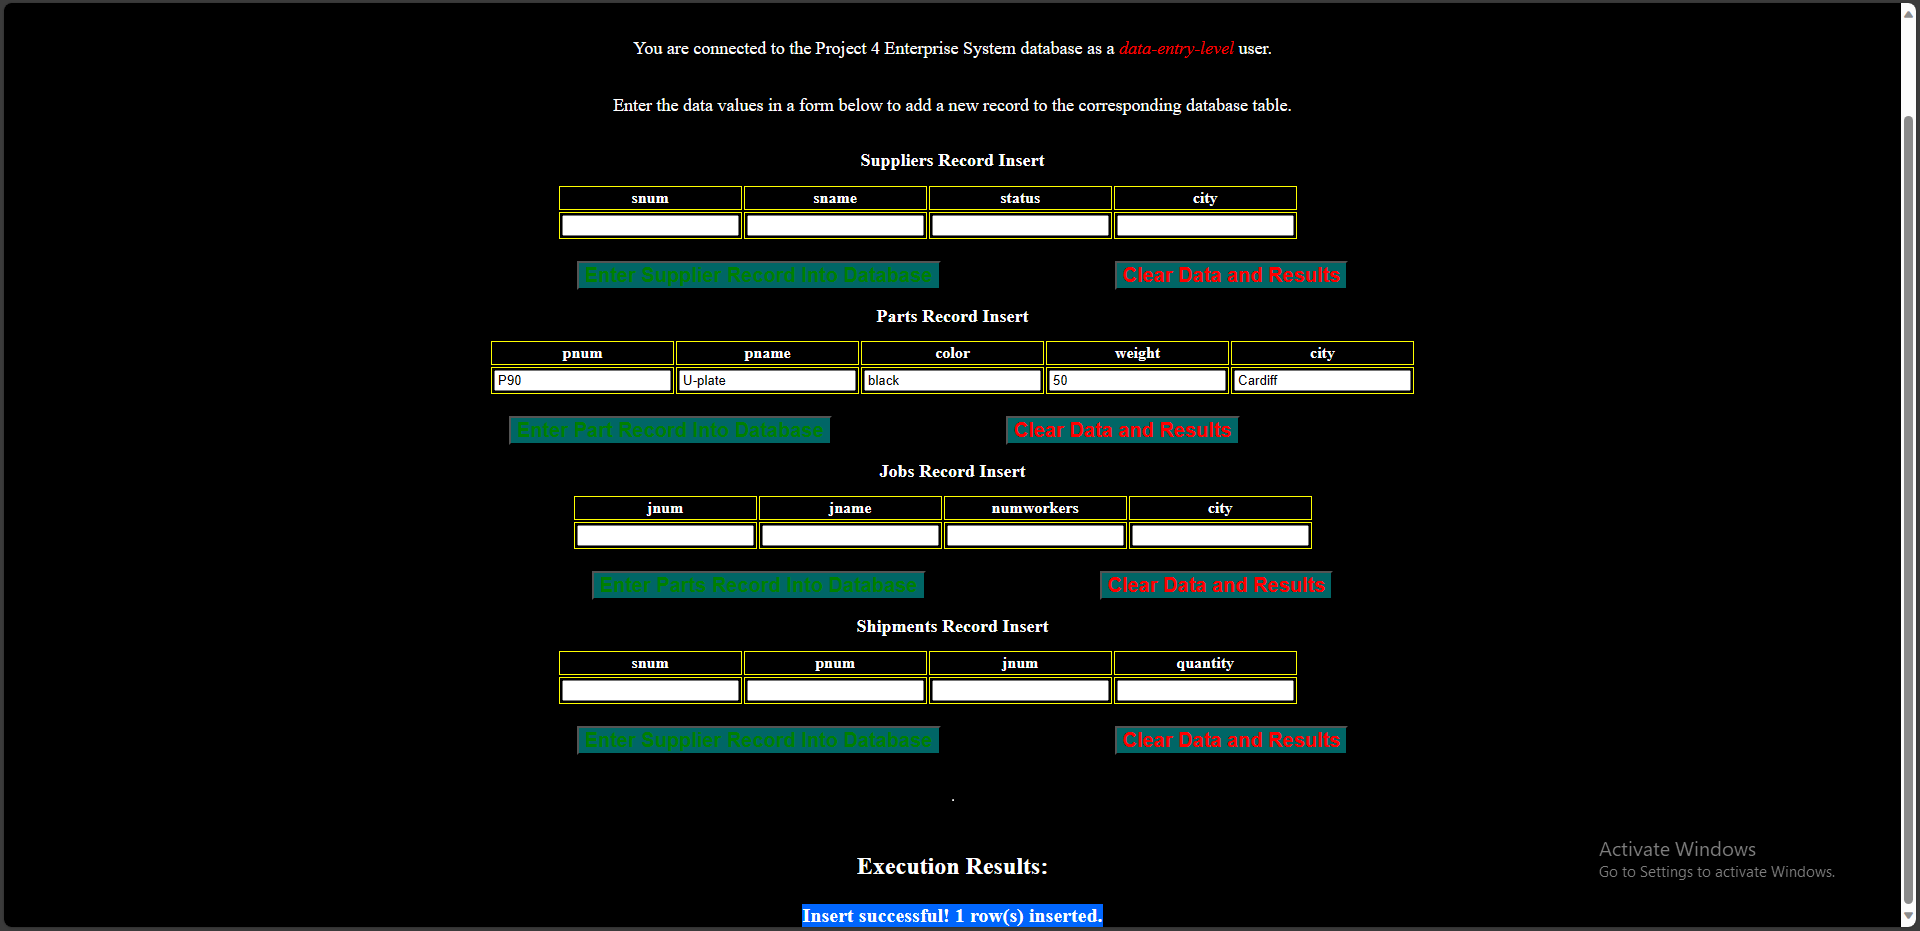 You are connected to the Project 4 Enterprise System database as a data-entry-level user.
Enter the data values in a form below to add a new record to the corresponding database table.
Suppliers Record Insert
snum sname status city
Enter Supplier Record Into Database Clear Data and Results
Parts Record Insert
pnum pname color weight city
P90 U-plate black 50 Cardiff
Enter Part Record Into Database Clear Data and Results
Jobs Record Insert
jnum jname numworkers city
Enter Parts Record Into Database Clear Data and Results
Shipments Record Insert
snum pnum jnum quantity
Enter Supplier Record Into Database Clear Data and Results
.
Execution Results:
Activate Windows
Go to Settings to activate Windows.
Insert successful! 1 row(s) inserted.